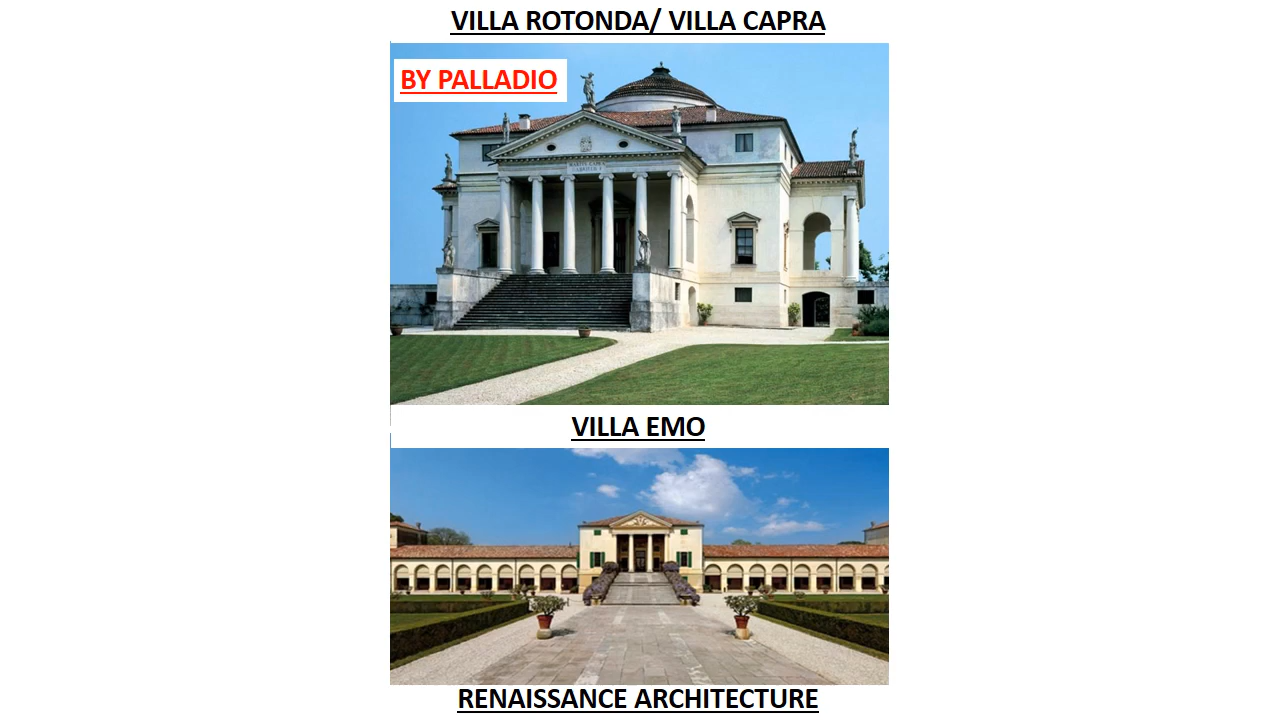 VILLA ROTONDA/ VILLA CAPRA
BY PALLADIO
VILLA EMO
RENAISSANCE ARCHITECTURE